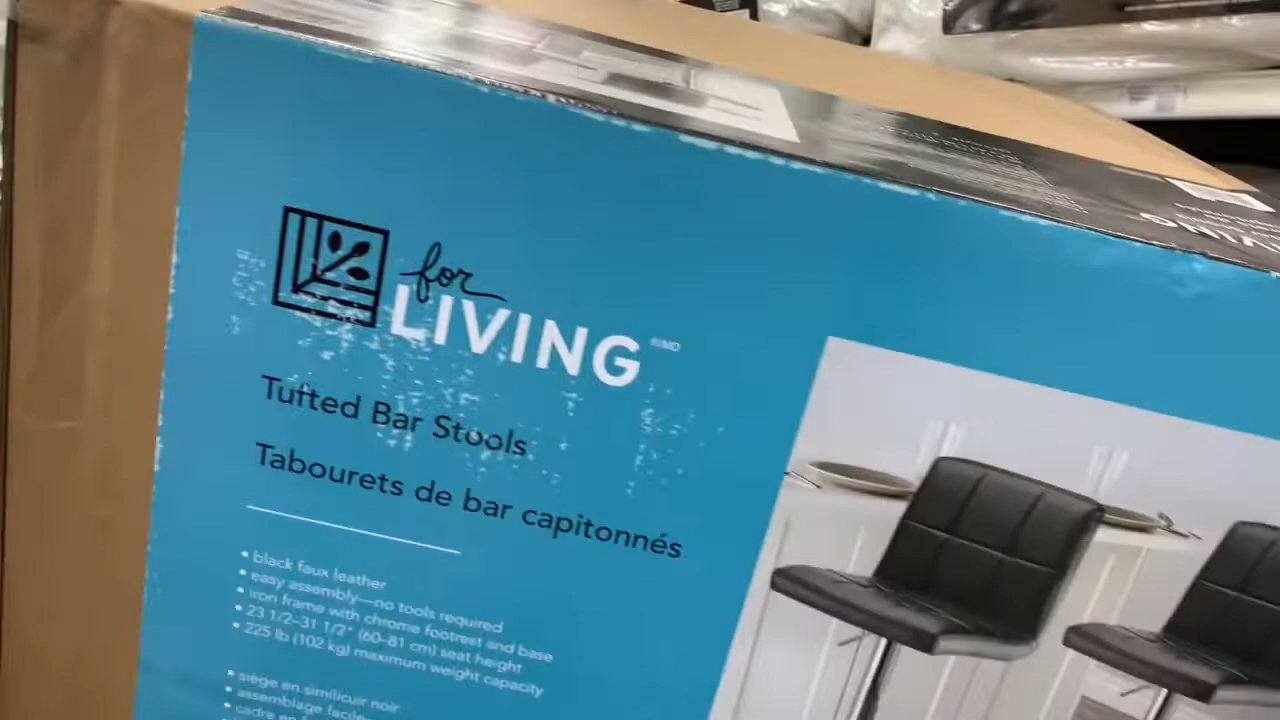 for
LIVING
Tufted Bar Stools
Tabourets de bar capitonnés
• black faux leather
• easy assembly—no tools required
• iron frame with chrome footrest and base
• 23 1/2–31 1/2" (60–81 cm) seat height
• 225 lb (102 kg) maximum weight capacity
• siège en similicuir noir
• assemblage facile
• cadre en